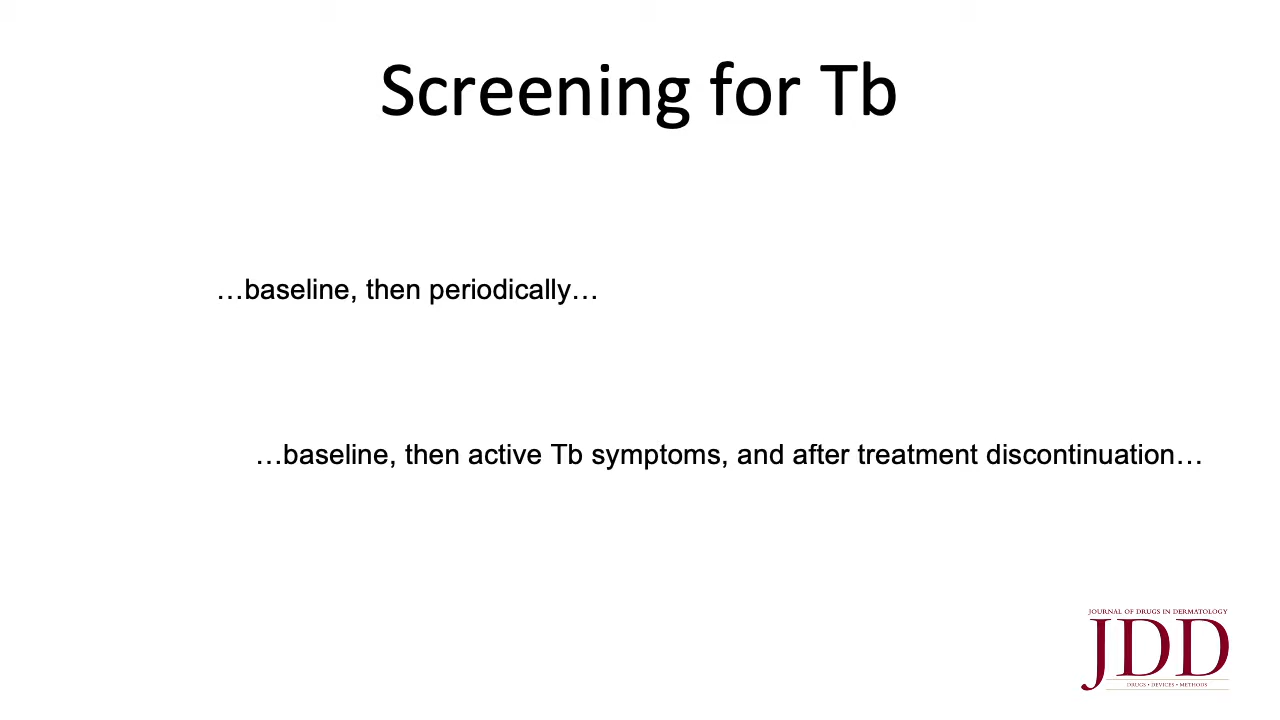 Screening for Tb
…baseline, then periodically…
…baseline, then active Tb symptoms, and after treatment discontinuation…
JOURNAL OF DRUGS IN DERMATOLOGY
JDD
DRUGS • DEVICES • METHODS